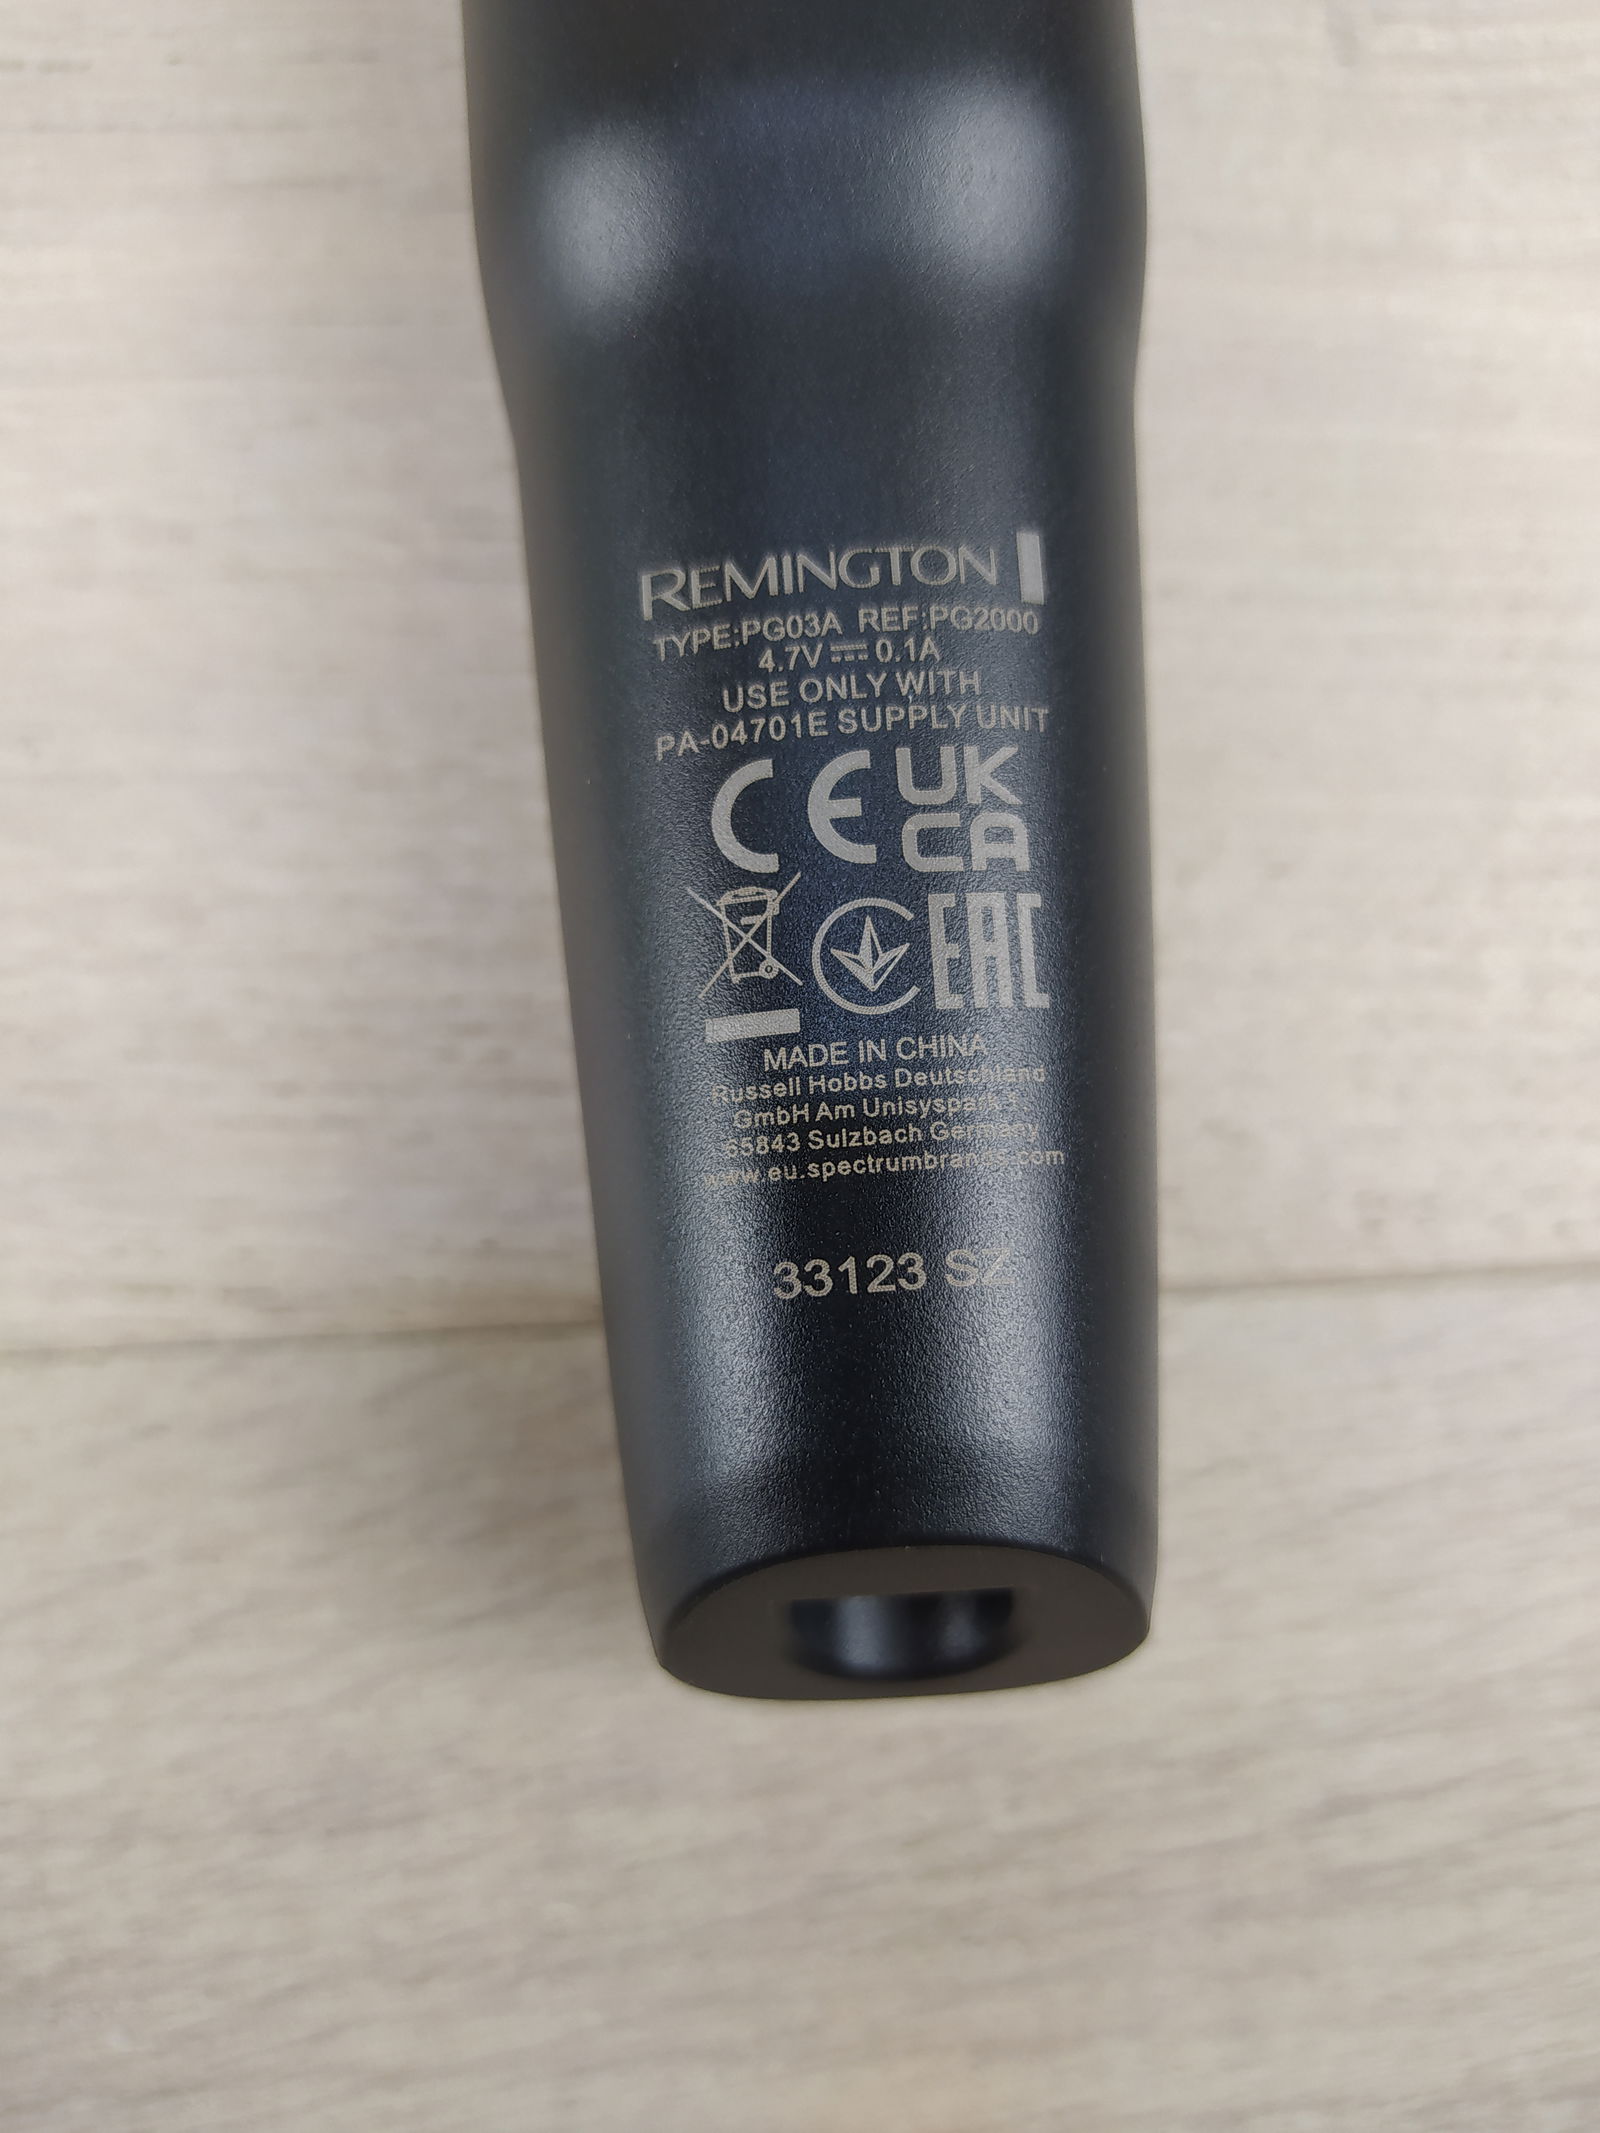 REMINGTON
TYPE:PG03A REF:PG2000
4.7V ⎓ 0.1A
USE ONLY WITH
PA-04701E SUPPLY UNIT
CE UK
CA
EAC
MADE IN CHINA
Russell Hobbs Deutschland
GmbH Am Unisyspark
65843 Sulzbach Germany
www.eu.spectrumbrands.com
33123 SZ